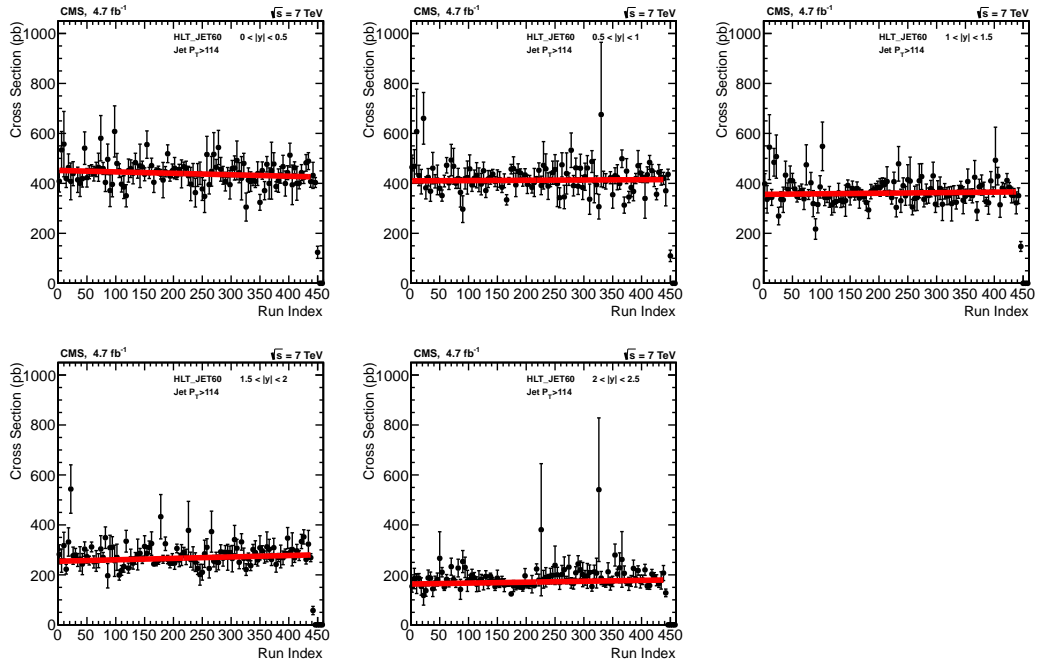 CMS, 4.7 fb⁻¹ √s = 7 TeV
HLT_JET60 0 < |y| < 0.5
Jet P_T>114
Cross Section (pb)
1000
800
600
400
200
0
0 50 100 150 200 250 300 350 400 450
Run Index
CMS, 4.7 fb⁻¹ √s = 7 TeV
HLT_JET60 0.5 < |y| < 1
Jet P_T>114
Cross Section (pb)
1000
800
600
400
200
0
0 50 100 150 200 250 300 350 400 450
Run Index
CMS, 4.7 fb⁻¹ √s = 7 TeV
HLT_JET60 1 < |y| < 1.5
Jet P_T>114
Cross Section (pb)
1000
800
600
400
200
0
0 50 100 150 200 250 300 350 400 450
Run Index
CMS, 4.7 fb⁻¹ √s = 7 TeV
HLT_JET60 1.5 < |y| < 2
Jet P_T>114
Cross Section (pb)
1000
800
600
400
200
0
0 50 100 150 200 250 300 350 400 450
Run Index
CMS, 4.7 fb⁻¹ √s = 7 TeV
HLT_JET60 2 < |y| < 2.5
Jet P_T>114
Cross Section (pb)
1000
800
600
400
200
0
0 50 100 150 200 250 300 350 400 450
Run Index